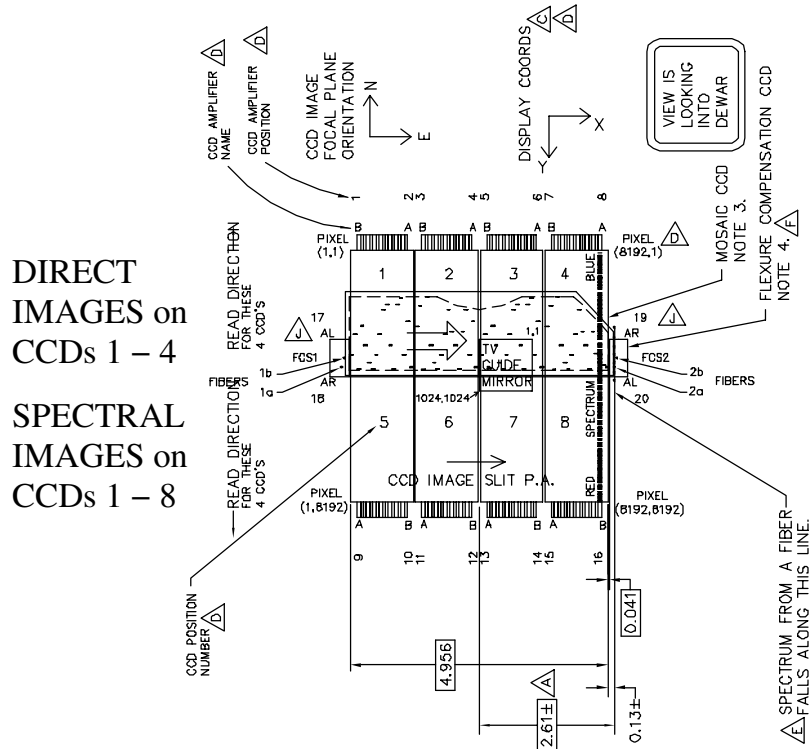 DIRECT
IMAGES on
CCDs 1 – 4
SPECTRAL
IMAGES on
CCDs 1 – 8
CCD AMPLIFIER
NAME
D
CCD AMPLIFIER
POSITION
D
CCD IMAGE
FOCAL PLANE
ORIENTATION
N
E
DISPLAY COORDS
C
D
Y
X
VIEW IS
LOOKING
INTO
DEWAR
1
2
3
4
5
6
7
8
B
A
B
A
B
A
B
A
READ DIRECTION
FOR THESE
4 CCD'S
PIXEL
(1,1)
PIXEL
(8192,1)
D
MOSAIC CCD
NOTE 3.
FLEXURE COMPENSATION CCD
NOTE 4.
F
1
2
3
4
BLUE
17
J
AL
FCS1
1b
FIBERS
1a
AR
18
19
J
AR
FCS2
2b
FIBERS
2a
AL
20
1,1
TV
GUIDE
MIRROR
1024,1024
5
6
7
8
SPECTRUM
RED
CCD IMAGE SLIT P.A.
READ DIRECTION
FOR THESE
4 CCD'S
PIXEL
(1,8192)
PIXEL
(8192,8192)
A
B
A
B
A
B
A
B
9
10
11
12
13
14
15
16
CCD POSITION
NUMBER
D
4.956
0.041
2.61±
A
0.13±
E
SPECTRUM FROM A FIBER
FALLS ALONG THIS LINE.